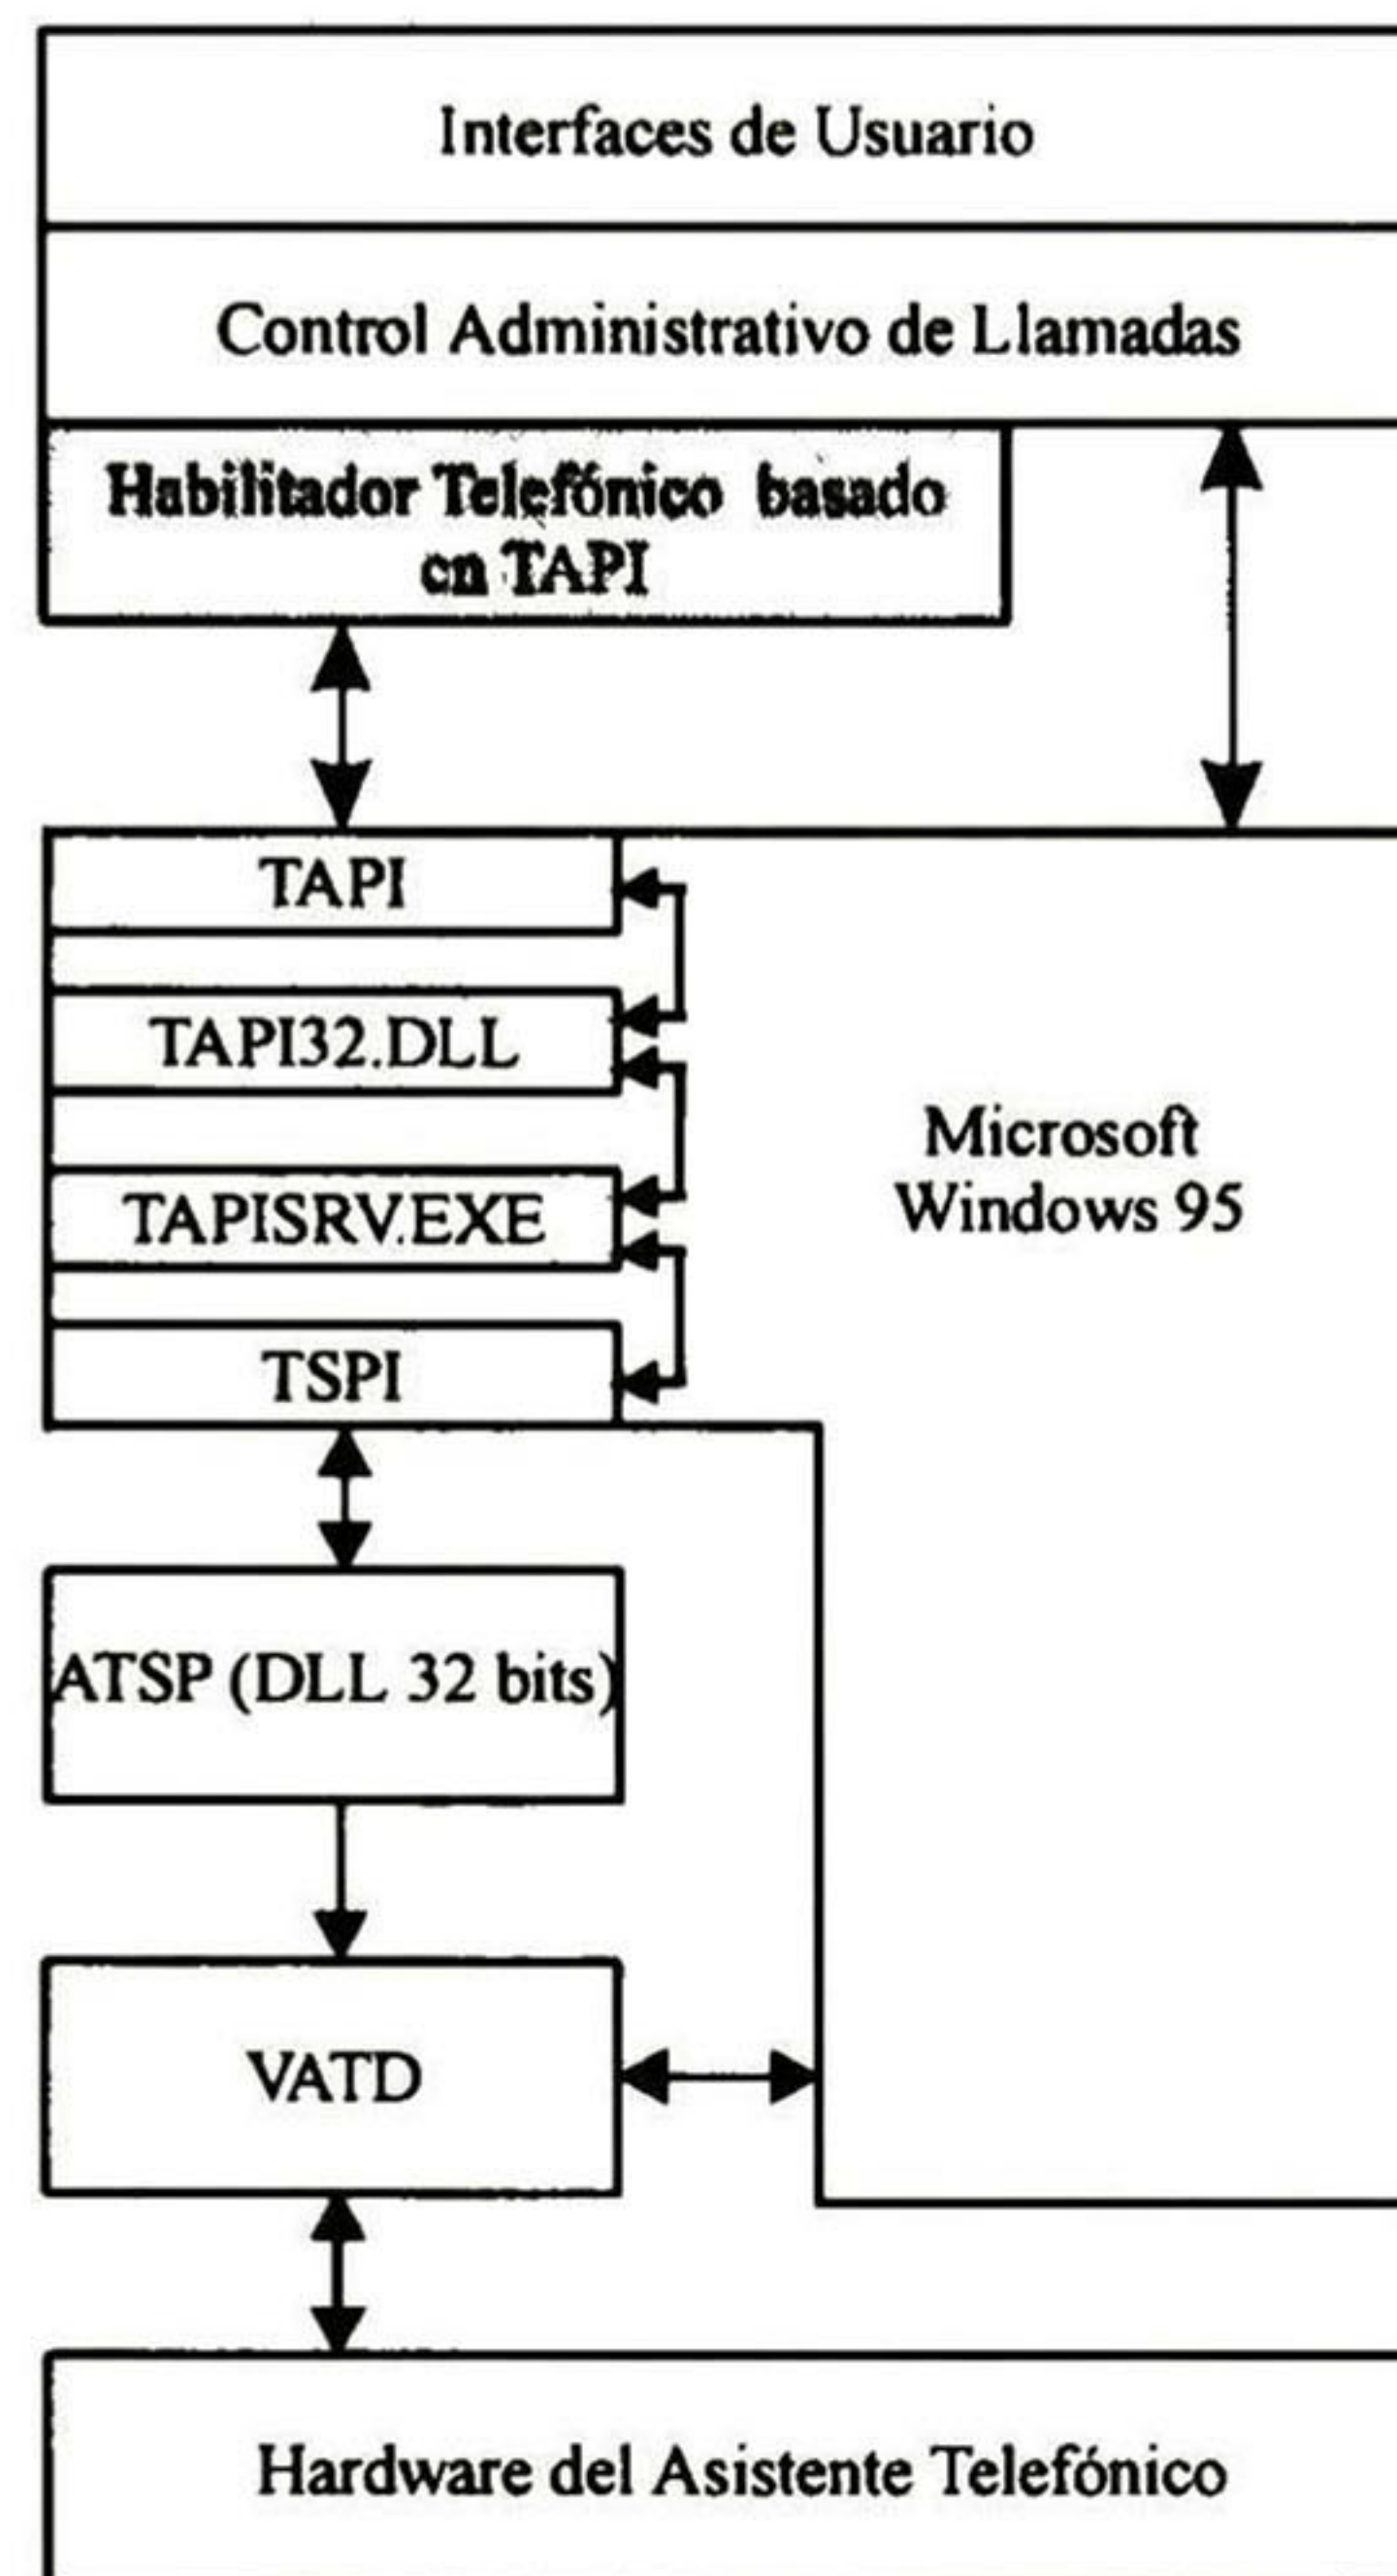 Interfaces de Usuario
Control Administrativo de Llamadas
Habilitador Telefónico basado
en TAPI
TAPI
TAPI32.DLL
TAPISRV.EXE
TSPI
Microsoft
Windows 95
ATSP (DLL 32 bits)
VATD
Hardware del Asistente Telefónico